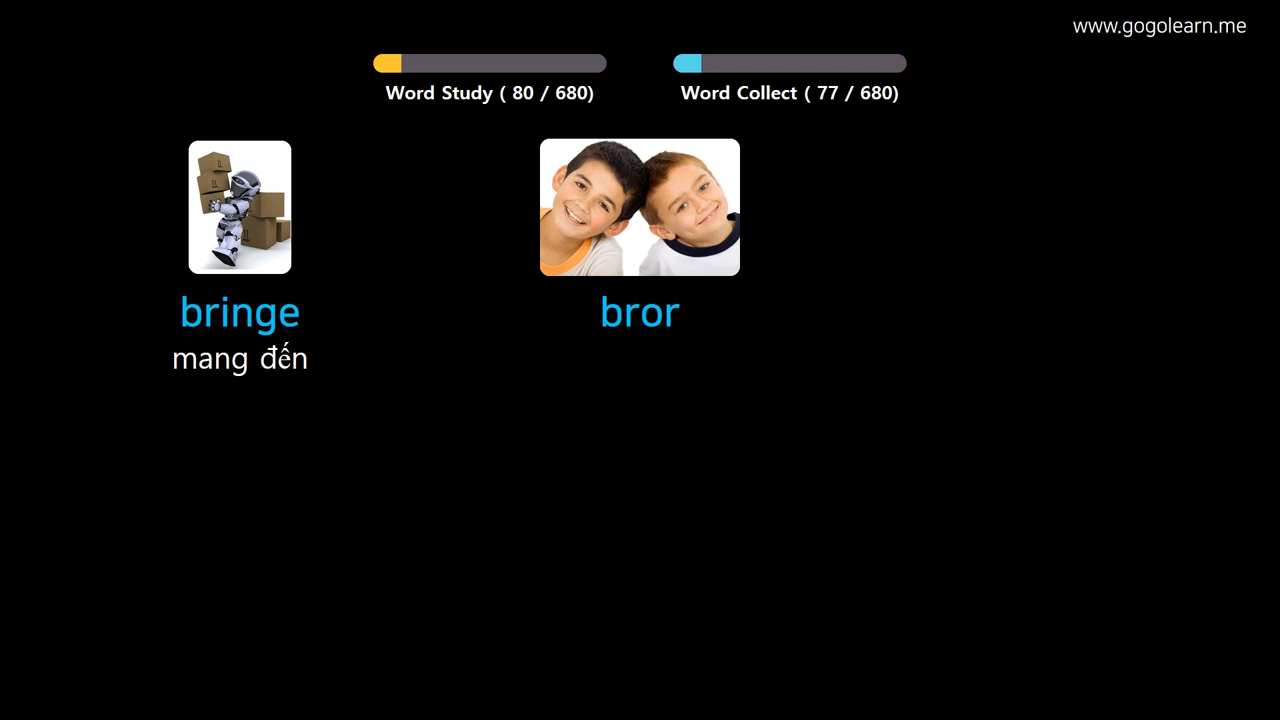 www.gogolearn.me
Word Study ( 80 / 680)
Word Collect ( 77 / 680)
bringe
bror
mang đến